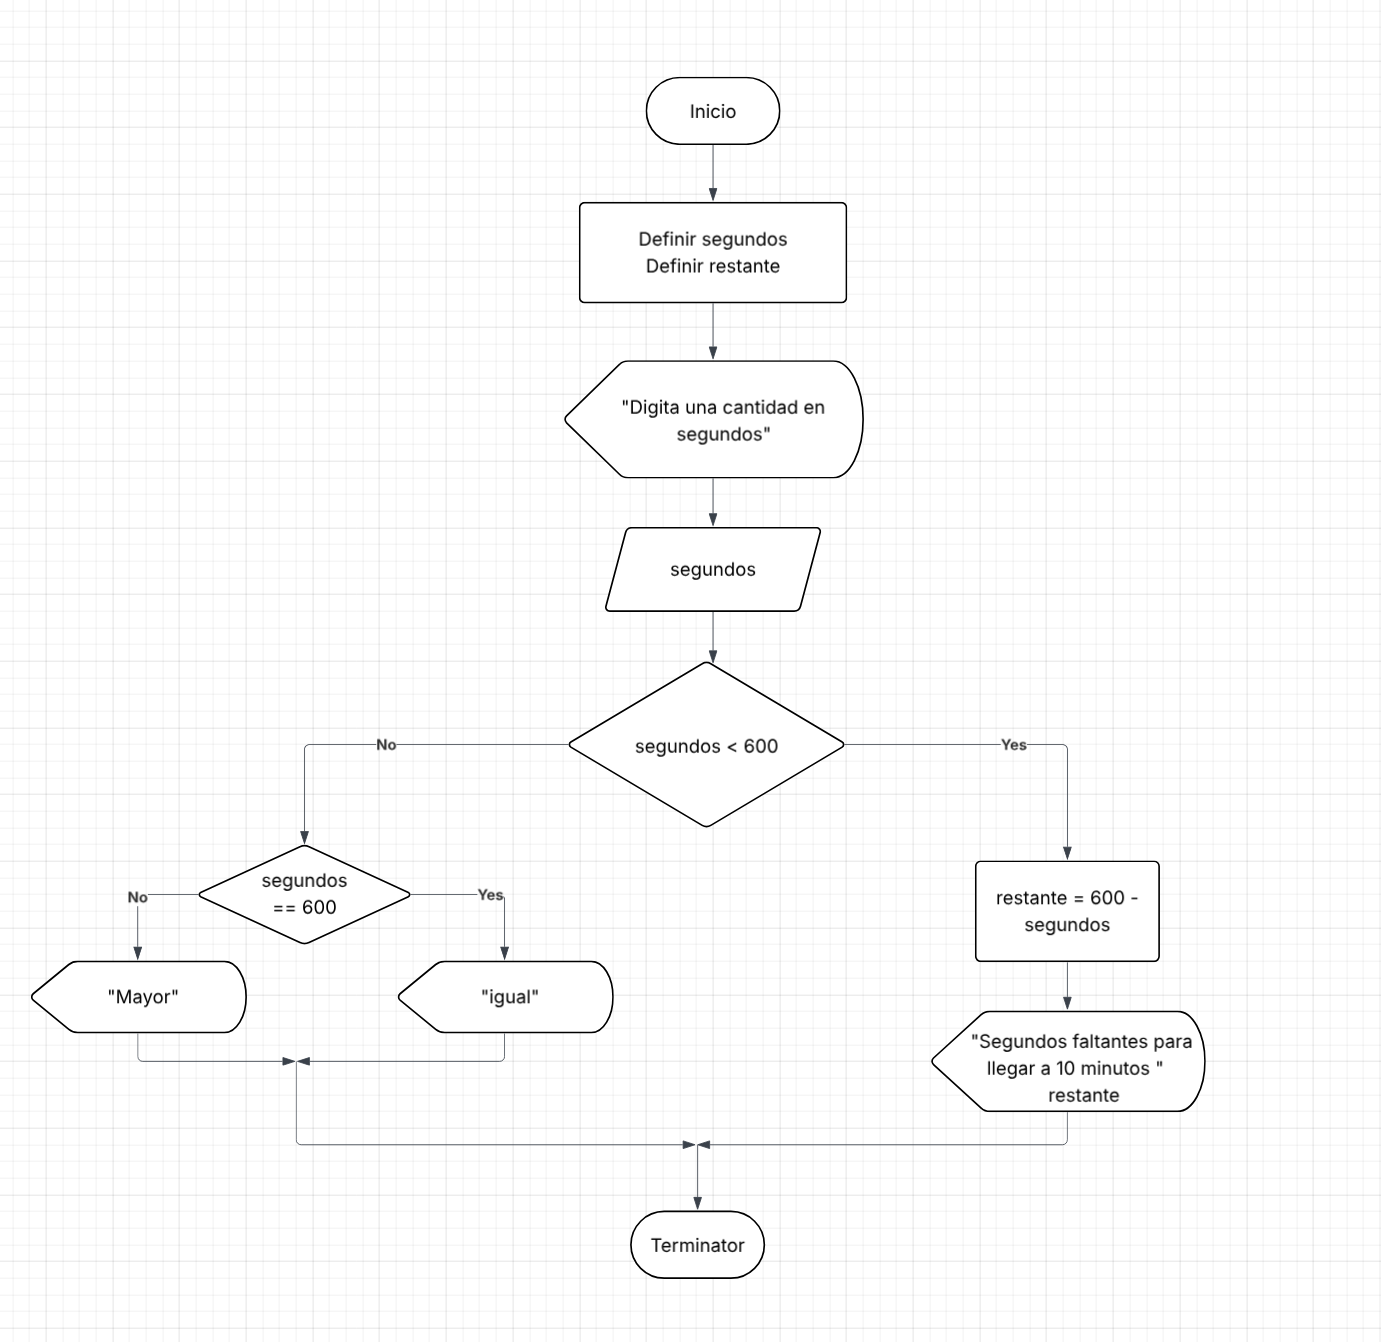 Inicio
Definir segundos
Definir restante
"Digita una cantidad en
segundos"
segundos
segundos < 600
No
Yes
segundos
== 600
No
Yes
"Mayor"
"igual"
restante = 600 -
segundos
"Segundos faltantes para
llegar a 10 minutos "
restante
Terminator